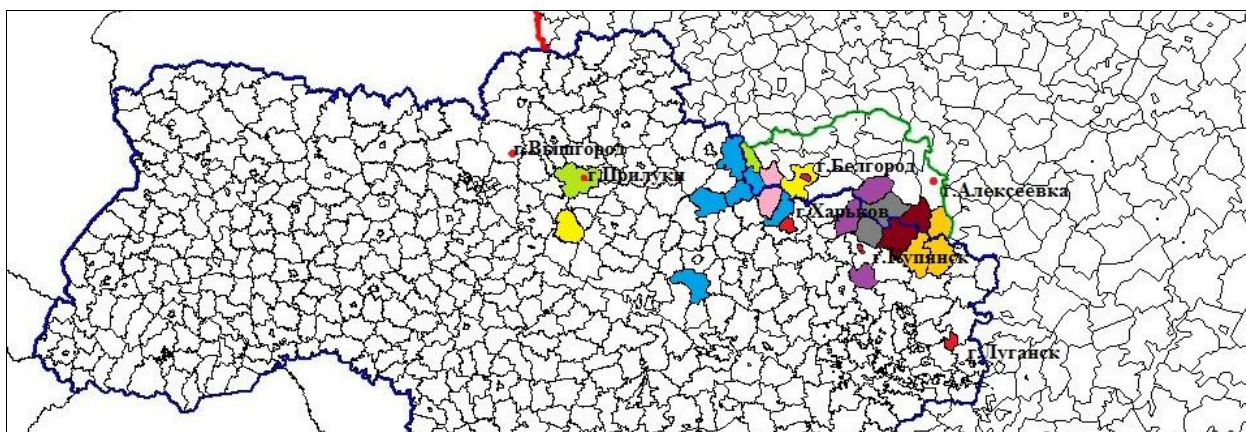 г.Вышгород
г.Прилуки
г.Белгород
г.Алексеевка
г.Харьков
г.Купянск
г.Луганск